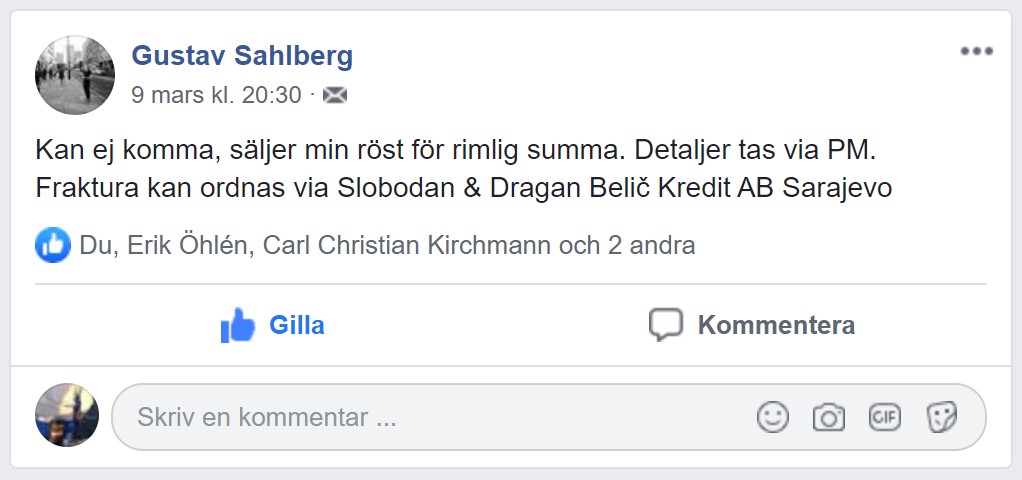 Gustav Sahlberg
9 mars kl. 20:30 ·
Kan ej komma, säljer min röst för rimlig summa. Detaljer tas via PM.
Fraktura kan ordnas via Slobodan & Dragan Belič Kredit AB Sarajevo
Du, Erik Öhlén, Carl Christian Kirchmann och 2 andra
Gilla
Kommentera
Skriv en kommentar ...
GIF